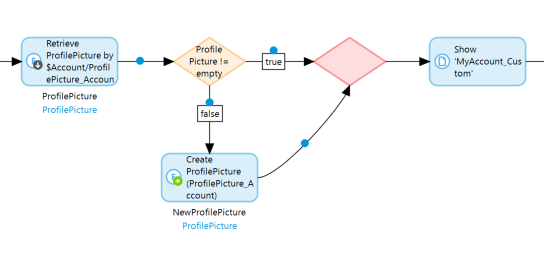 Retrieve
ProfilePicture by
$Account/Profil
ePicture_Accoun
ProfilePicture
ProfilePicture
Profile
Picture !=
empty
true
false
Show
'MyAccount_Cus
tom'
Create
ProfilePicture
(ProfilePicture_A
ccount)
NewProfilePicture
ProfilePicture